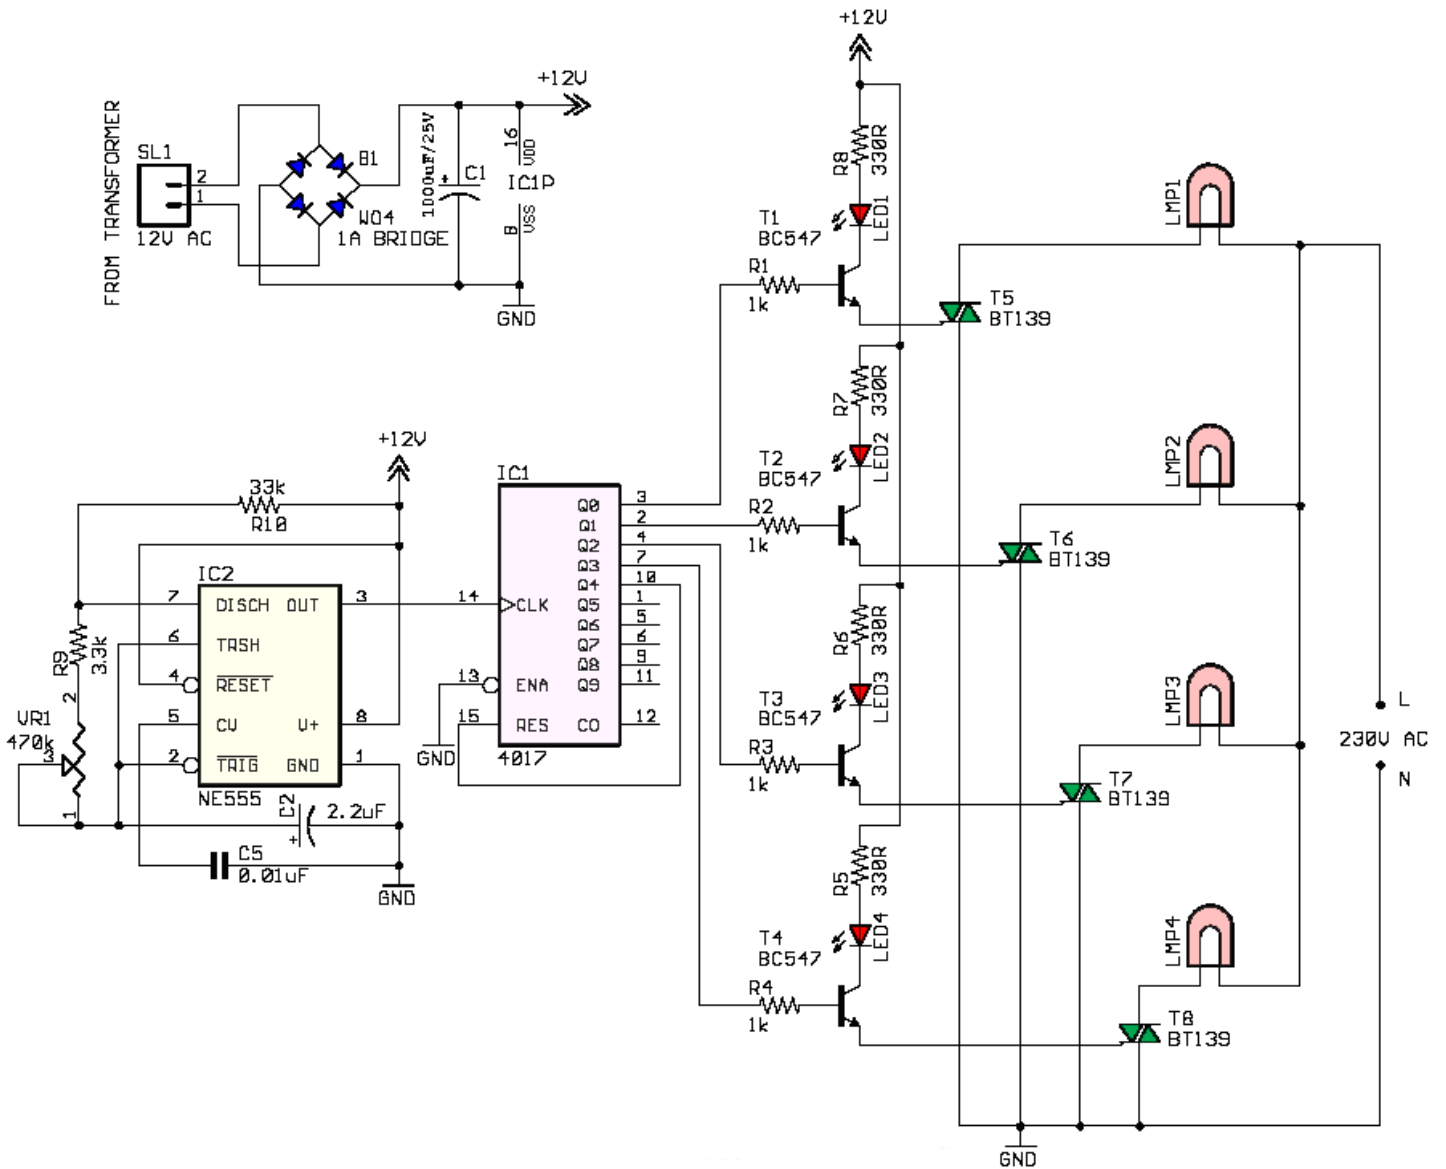 +12V
FROM TRANSFORMER
SL1
2
1
12V AC
B1
W04
1A BRIDGE
1000uF/25V
+
C1
+12V
16
VDD
IC1P
8
VSS
GND
R8
330R
LED1
T1
BC547
R1
1k
T5
BT139
LMP1
R7
330R
LED2
T2
BC547
R2
1k
T6
BT139
LMP2
R6
330R
LED3
T3
BC547
R3
1k
T7
BT139
LMP3
R5
330R
LED4
T4
BC547
R4
1k
T8
BT139
LMP4
L
230V AC
N
GND
+12V
33k
R10
IC2
7 DISCH OUT 3
6 TRSH
4 RESET
5 CV V+ 8
2 TRIG GND 1
NE555
R9
3.3k
2
VR1
470k
3
1
C2
2.2uF
+
C5
0.01uF
GND
IC1
Q0 3
Q1 2
Q2 4
Q3 7
Q4 10
14 CLK Q5 1
Q6 5
Q7 6
Q8 9
13 ENA Q9 11
15 RES CO 12
GND
4017